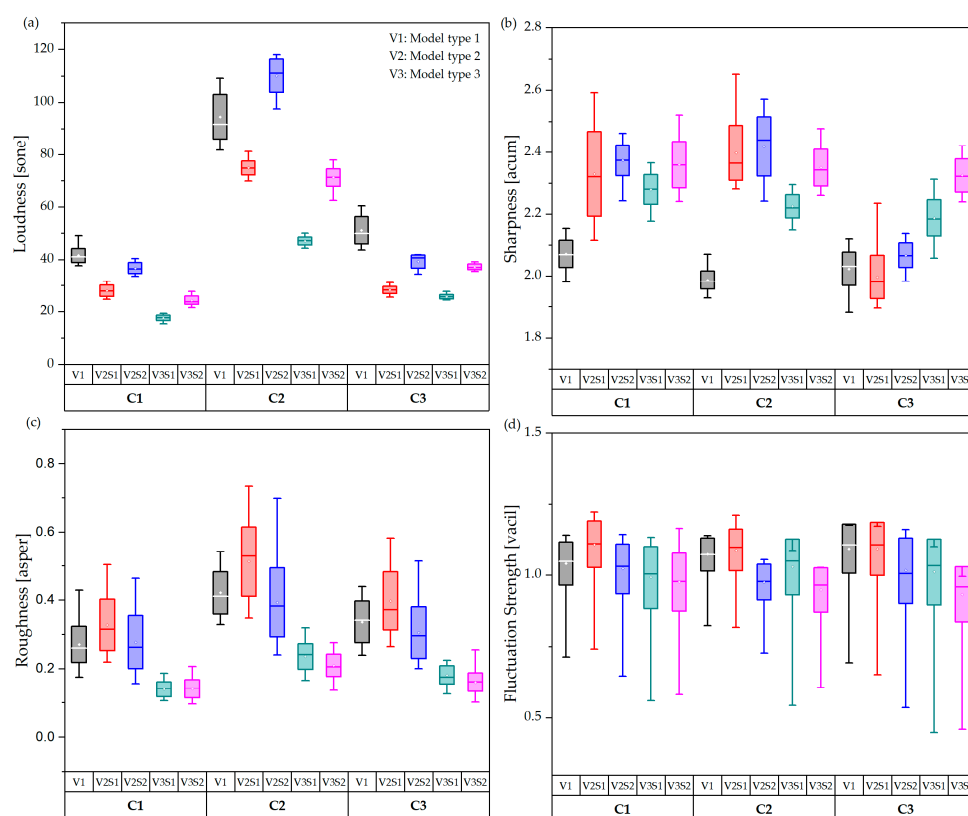 (a)
V1: Model type 1
V2: Model type 2
V3: Model type 3
Loudness [sone]
120
100
80
60
40
20
0
V1 V2S1 V2S2 V3S1 V3S2 V1 V2S1 V2S2 V3S1 V3S2 V1 V2S1 V2S2 V3S1 V3S2
C1 C2 C3
(b)
Sharpness [acum]
2.8
2.6
2.4
2.2
2.0
1.8
V1 V2S1 V2S2 V3S1 V3S2 V1 V2S1 V2S2 V3S1 V3S2 V1 V2S1 V2S2 V3S1 V3S
C1 C2 C3
(c)
Roughness [asper]
0.8
0.6
0.4
0.2
0.0
V1 V2S1 V2S2 V3S1 V3S2 V1 V2S1 V2S2 V3S1 V3S2 V1 V2S1 V2S2 V3S1 V3S2
C1 C2 C3
(d)
Fluctuation Strength [vacil]
1.5
1.0
0.5
V1 V2S1 V2S2 V3S1 V3S2 V1 V2S1 V2S2 V3S1 V3S2 V1 V2S1 V2S2 V3S1 V3S
C1 C2 C3